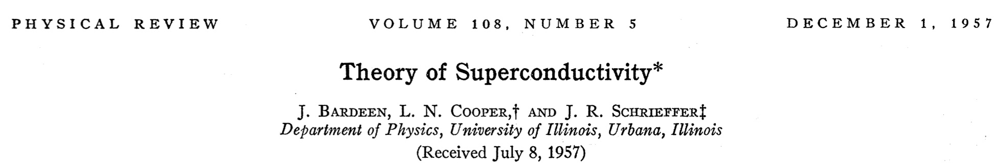 PHYSICAL REVIEW VOLUME 108, NUMBER 5 DECEMBER 1, 1957
Theory of Superconductivity*
J. BARDEEN, L. N. COOPER,† AND J. R. SCHRIEFFER‡
Department of Physics, University of Illinois, Urbana, Illinois
(Received July 8, 1957)